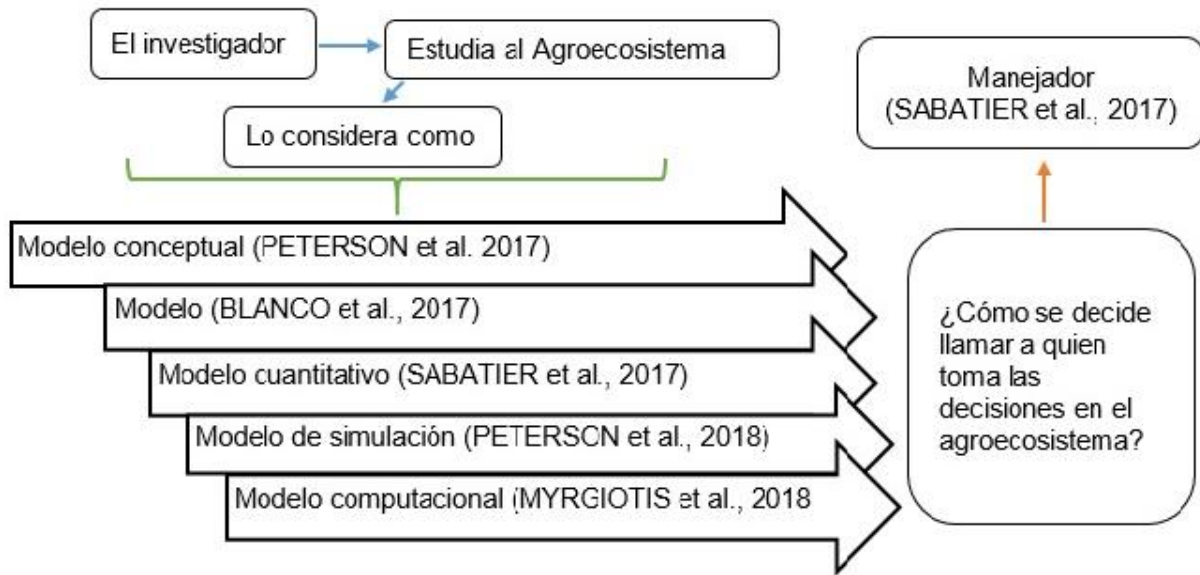 El investigador
Estudia al Agroecosistema
Lo considera como
Modelo conceptual (PETERSON et al. 2017)
Modelo (BLANCO et al., 2017)
Modelo cuantitativo (SABATIER et al., 2017)
Modelo de simulación (PETERSON et al., 2018)
Modelo computacional (MYRGIOTIS et al., 2018
¿Cómo se decide
llamar a quien
toma las
decisiones en el
agroecosistema?
Manejador
(SABATIER et al., 2017)